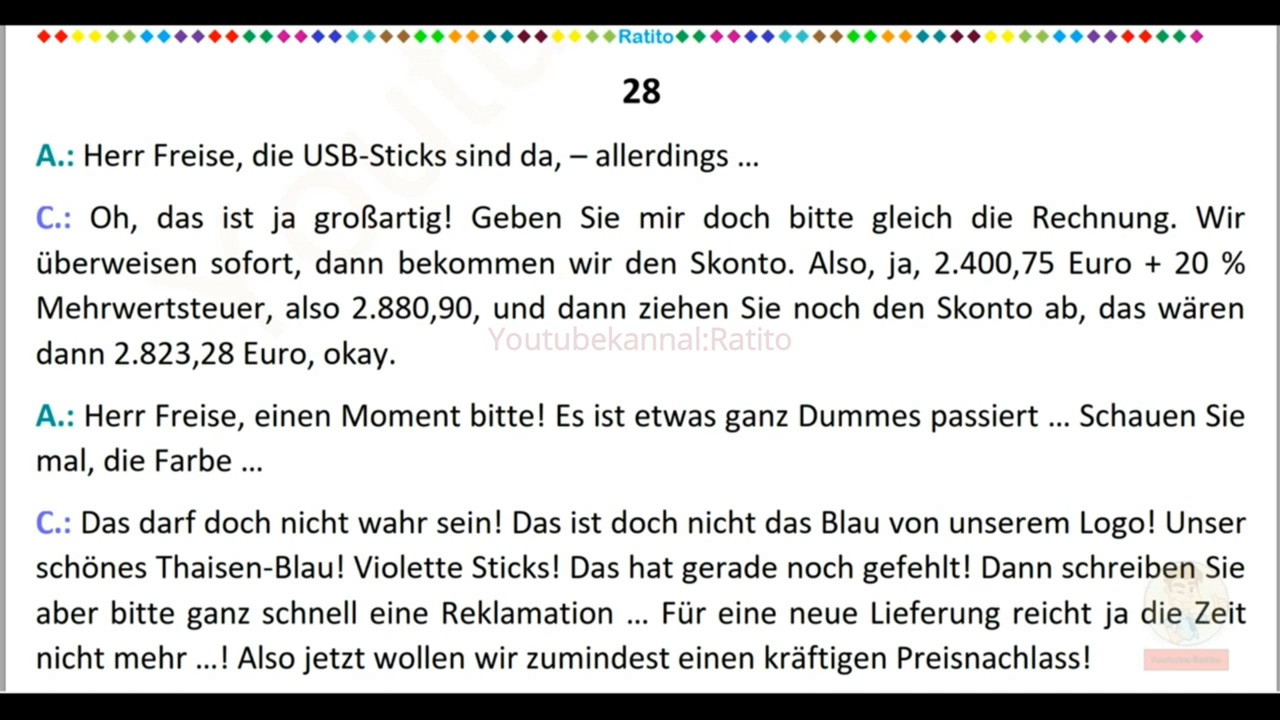 Ratito
28
A.: Herr Freise, die USB-Sticks sind da, – allerdings ...
C.: Oh, das ist ja großartig! Geben Sie mir doch bitte gleich die Rechnung. Wir
überweisen sofort, dann bekommen wir den Skonto. Also, ja, 2.400,75 Euro + 20 %
Mehrwertsteuer, also 2.880,90, und dann ziehen Sie noch den Skonto ab, das wären
Youtubekannal:Ratito
dann 2.823,28 Euro, okay.
A.: Herr Freise, einen Moment bitte! Es ist etwas ganz Dummes passiert ... Schauen Sie
mal, die Farbe ...
C.: Das darf doch nicht wahr sein! Das ist doch nicht das Blau von unserem Logo! Unser
schönes Thaisen-Blau! Violette Sticks! Das hat gerade noch gefehlt! Dann schreiben Sie
aber bitte ganz schnell eine Reklamation ... Für eine neue Lieferung reicht ja die Zeit
nicht mehr ...! Also jetzt wollen wir zumindest einen kräftigen Preisnachlass!